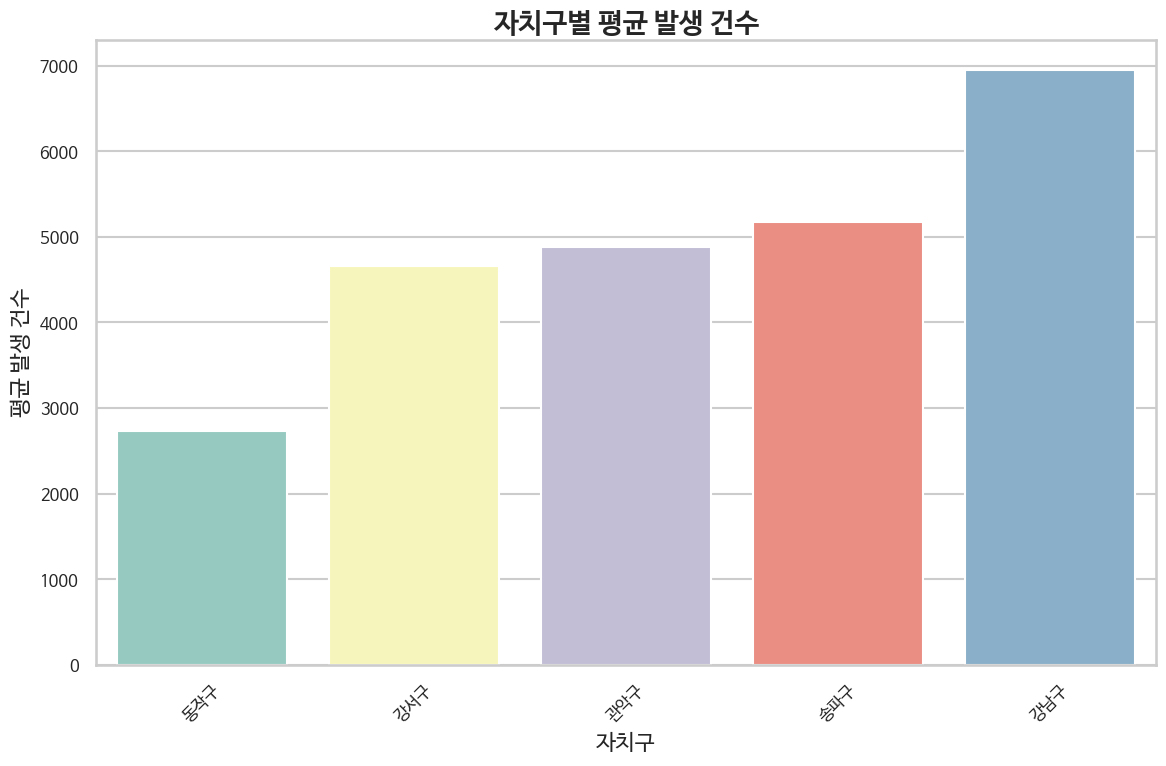 자치구별 평균 발생 건수
평균 발생 건수
7000
6000
5000
4000
3000
2000
1000
0
동작구
강서구
관악구
송파구
강남구
자치구